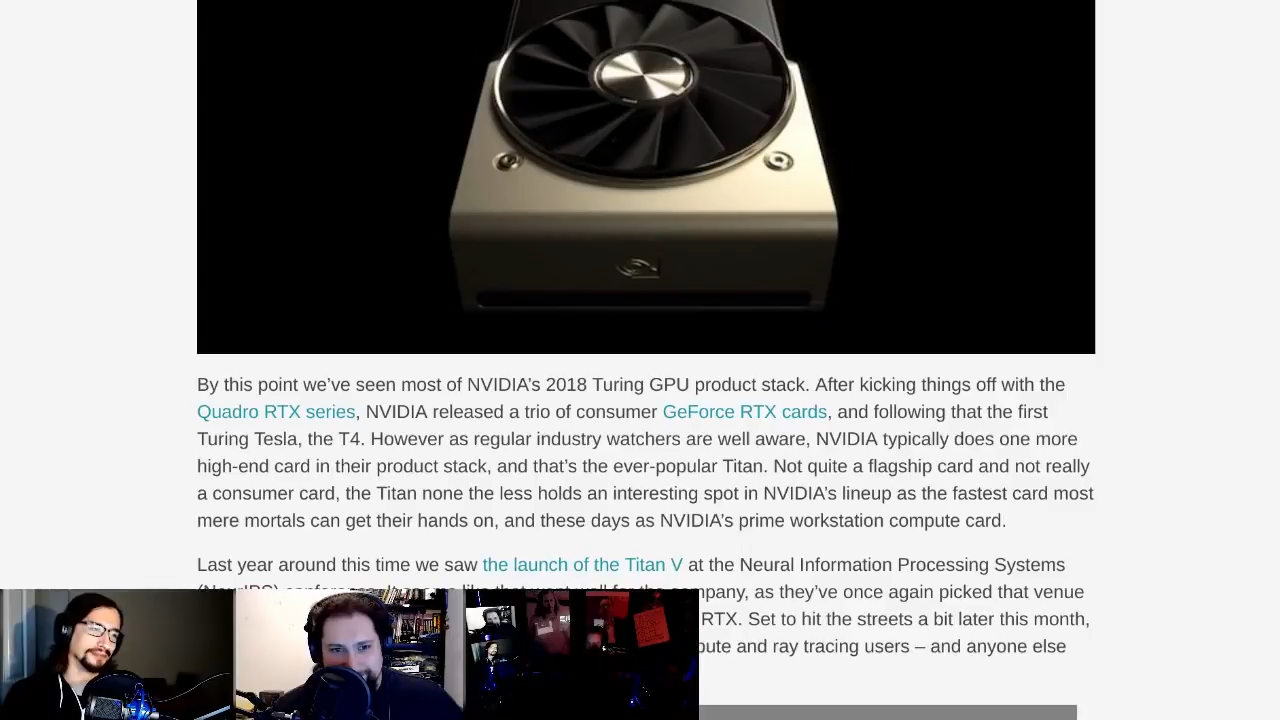 By this point we’ve seen most of NVIDIA’s 2018 Turing GPU product stack. After kicking things off with the
Quadro RTX series, NVIDIA released a trio of consumer GeForce RTX cards, and following that the first
Turing Tesla, the T4. However as regular industry watchers are well aware, NVIDIA typically does one more
high-end card in their product stack, and that’s the ever-popular Titan. Not quite a flagship card and not really
a consumer card, the Titan none the less holds an interesting spot in NVIDIA’s lineup as the fastest card most
mere mortals can get their hands on, and these days as NVIDIA’s prime workstation compute card.
Last year around this time we saw the launch of the Titan V at the Neural Information Processing Systems
as they’ve once again picked that venue
RTX. Set to hit the streets a bit later this month,
and ray tracing users – and anyone else